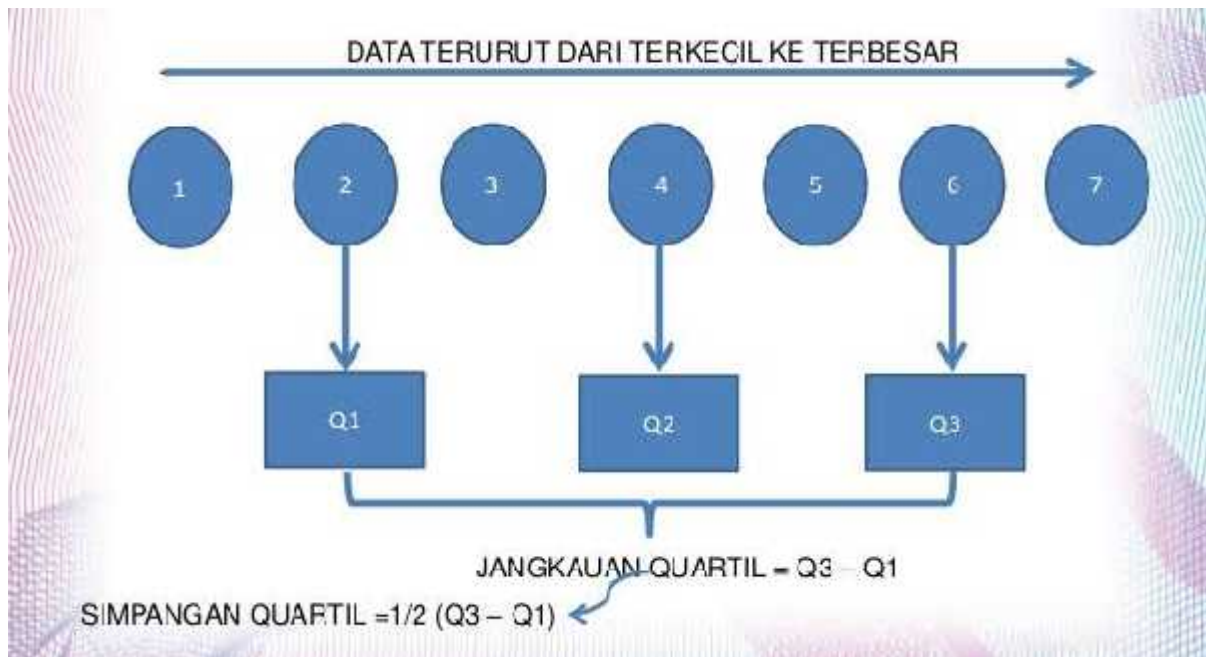 DATA TERURUT DARI TERKECIL KE TERBESAR
1 2 3 4 5 6 7
Q1 Q2 Q3
JANGKAUAN QUARTIL = Q3 – Q1
SIMPANGAN QUARTIL =1/2 (Q3 – Q1)